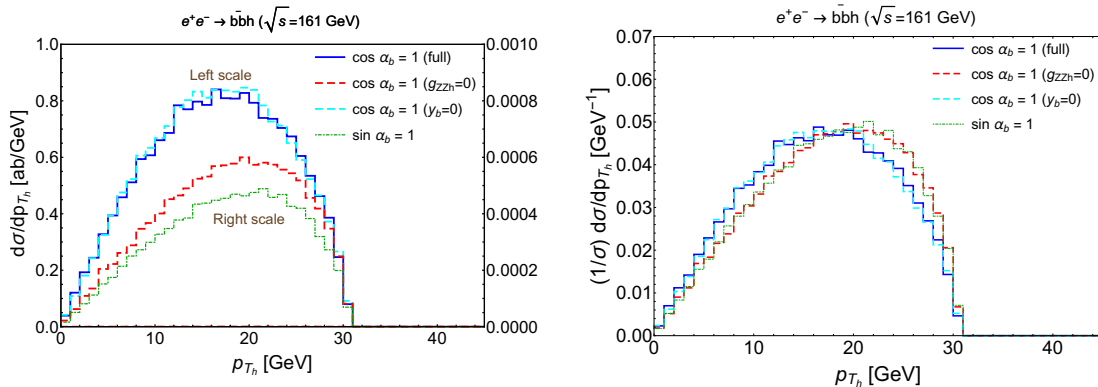 e⁺e⁻ → b̄bh (√s=161 GeV)
cos α_b = 1 (full)
cos α_b = 1 (g_ZZh=0)
cos α_b = 1 (y_b=0)
sin α_b = 1
Left scale
Right scale
dσ/dp_T_h [ab/GeV]
1.0
0.8
0.6
0.4
0.2
0.0
0.0010
0.0008
0.0006
0.0004
0.0002
0.0000
0 10 20 30 40
p_T_h [GeV]
e⁺e⁻ → b̄bh (√s=161 GeV)
cos α_b = 1 (full)
cos α_b = 1 (g_ZZh=0)
cos α_b = 1 (y_b=0)
sin α_b = 1
(1/σ) dσ/dp_T_h [GeV⁻¹]
0.07
0.06
0.05
0.04
0.03
0.02
0.01
0.00
0 10 20 30 40
p_T_h [GeV]